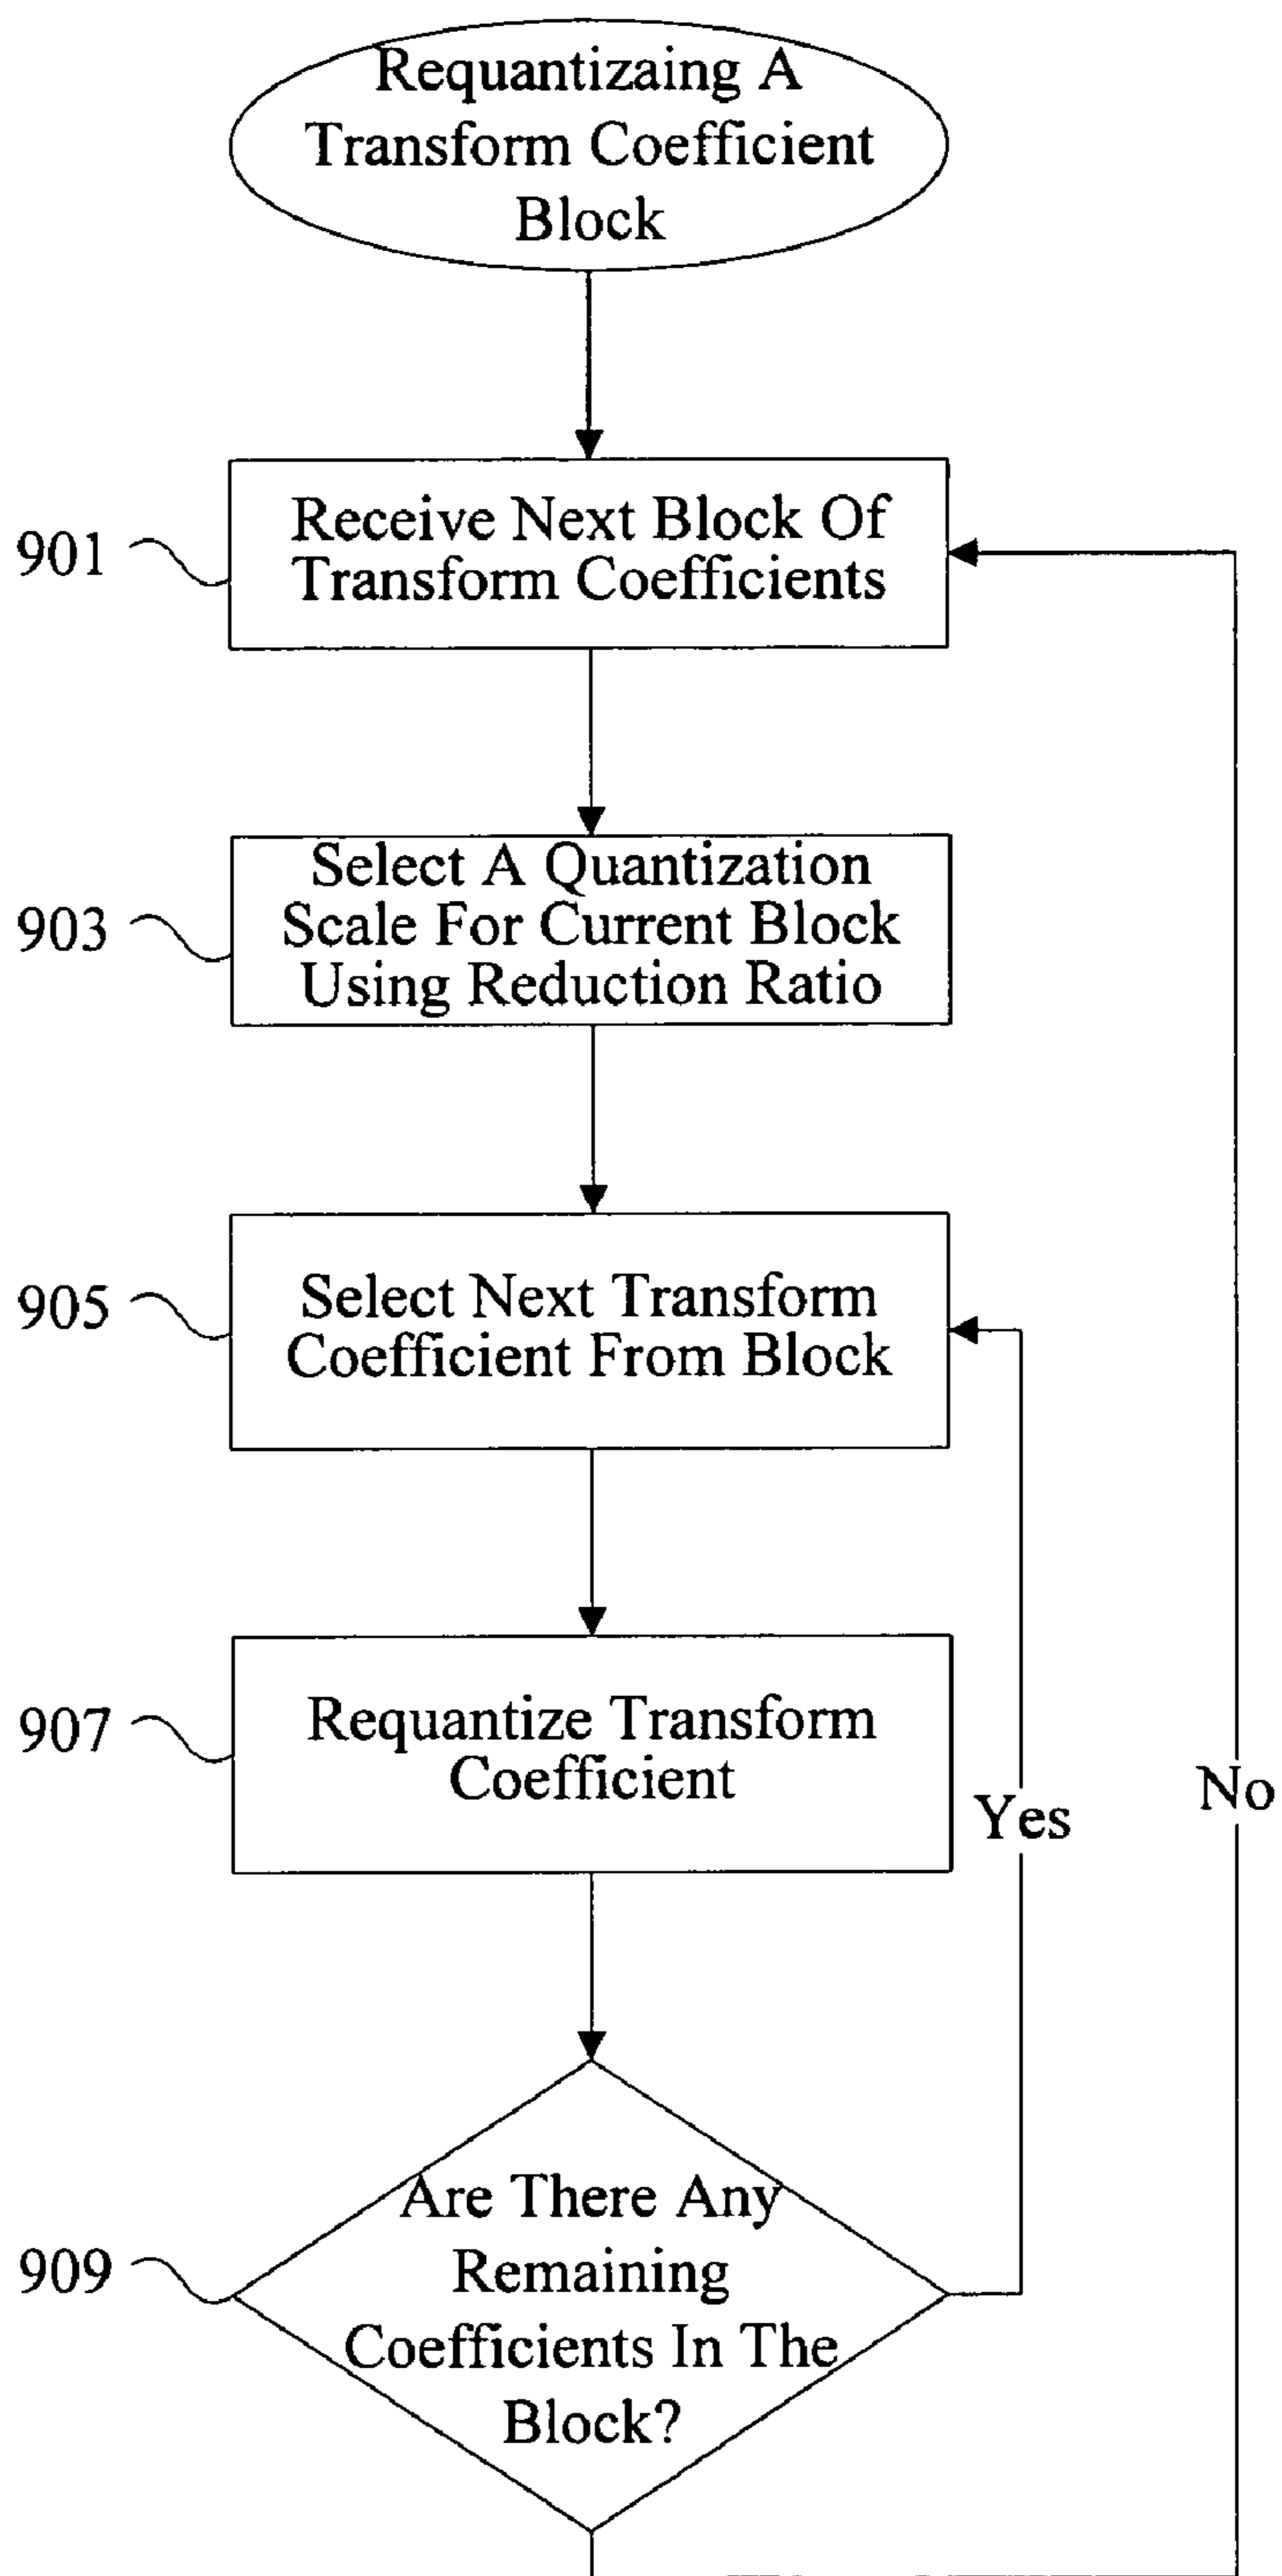 Requantizaing A
Transform Coefficient
Block
901
Receive Next Block Of
Transform Coefficients
903
Select A Quantization
Scale For Current Block
Using Reduction Ratio
905
Select Next Transform
Coefficient From Block
907
Requantize Transform
Coefficient
Yes
No
909
Are There Any
Remaining
Coefficients In The
Block?